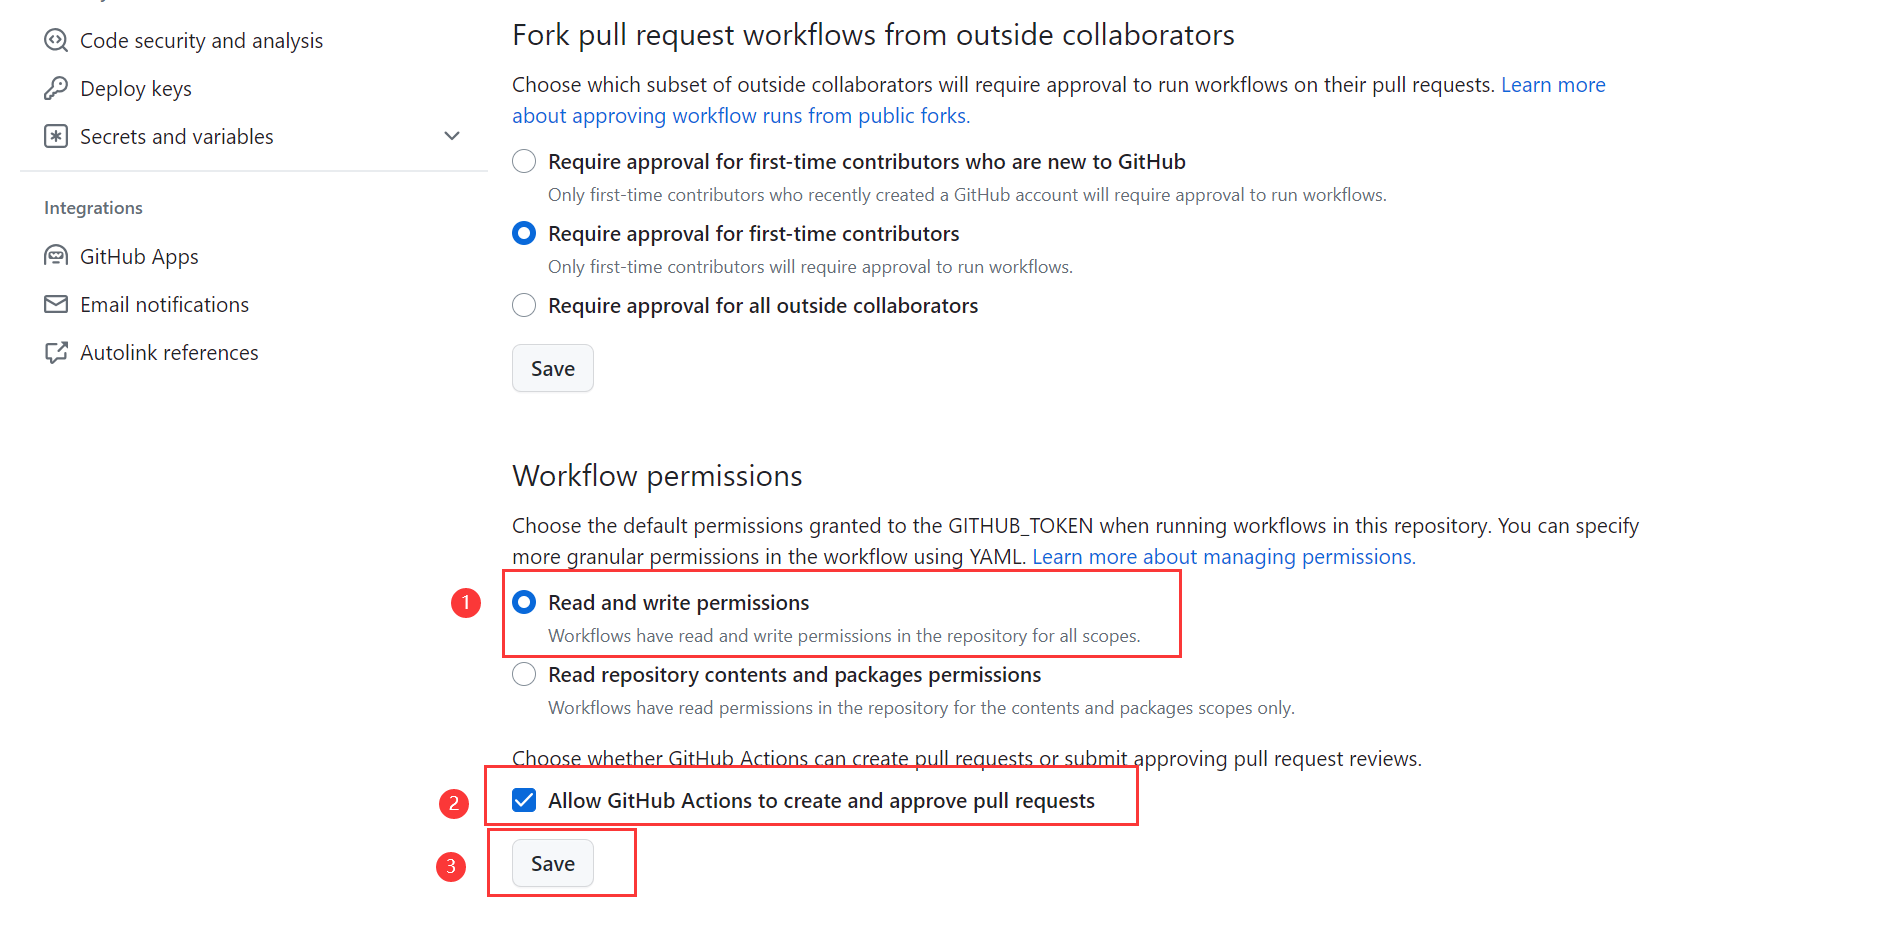 Code security and analysis
Deploy keys
Secrets and variables
Integrations
GitHub Apps
Email notifications
Autolink references
Fork pull request workflows from outside collaborators
Choose which subset of outside collaborators will require approval to run workflows on their pull requests. Learn more
about approving workflow runs from public forks.
Require approval for first-time contributors who are new to GitHub
Only first-time contributors who recently created a GitHub account will require approval to run workflows.
Require approval for first-time contributors
Only first-time contributors will require approval to run workflows.
Require approval for all outside collaborators
Save
Workflow permissions
Choose the default permissions granted to the GITHUB_TOKEN when running workflows in this repository. You can specify
more granular permissions in the workflow using YAML. Learn more about managing permissions.
1 Read and write permissions
Workflows have read and write permissions in the repository for all scopes.
Read repository contents and packages permissions
Workflows have read permissions in the repository for the contents and packages scopes only.
Choose whether GitHub Actions can create pull requests or submit approving pull request reviews.
2 Allow GitHub Actions to create and approve pull requests
3 Save